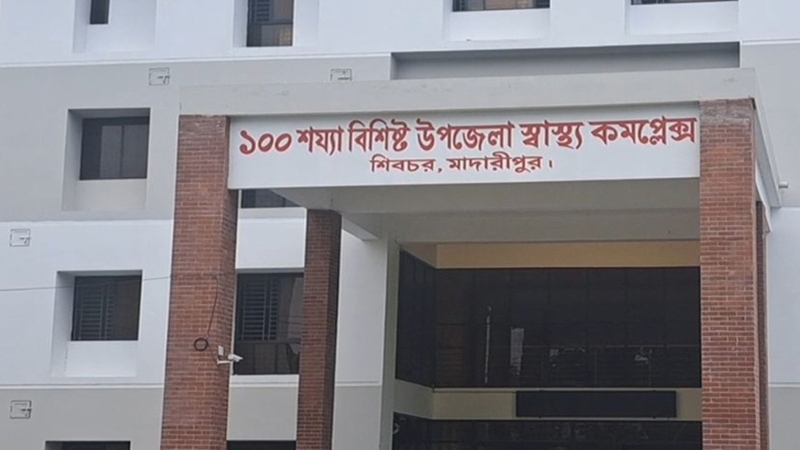 ১০০ শয্যা বিশিষ্ট উপজেলা স্বাস্থ্য কমপ্লেক্স
শিবচর, মাদারীপুর।